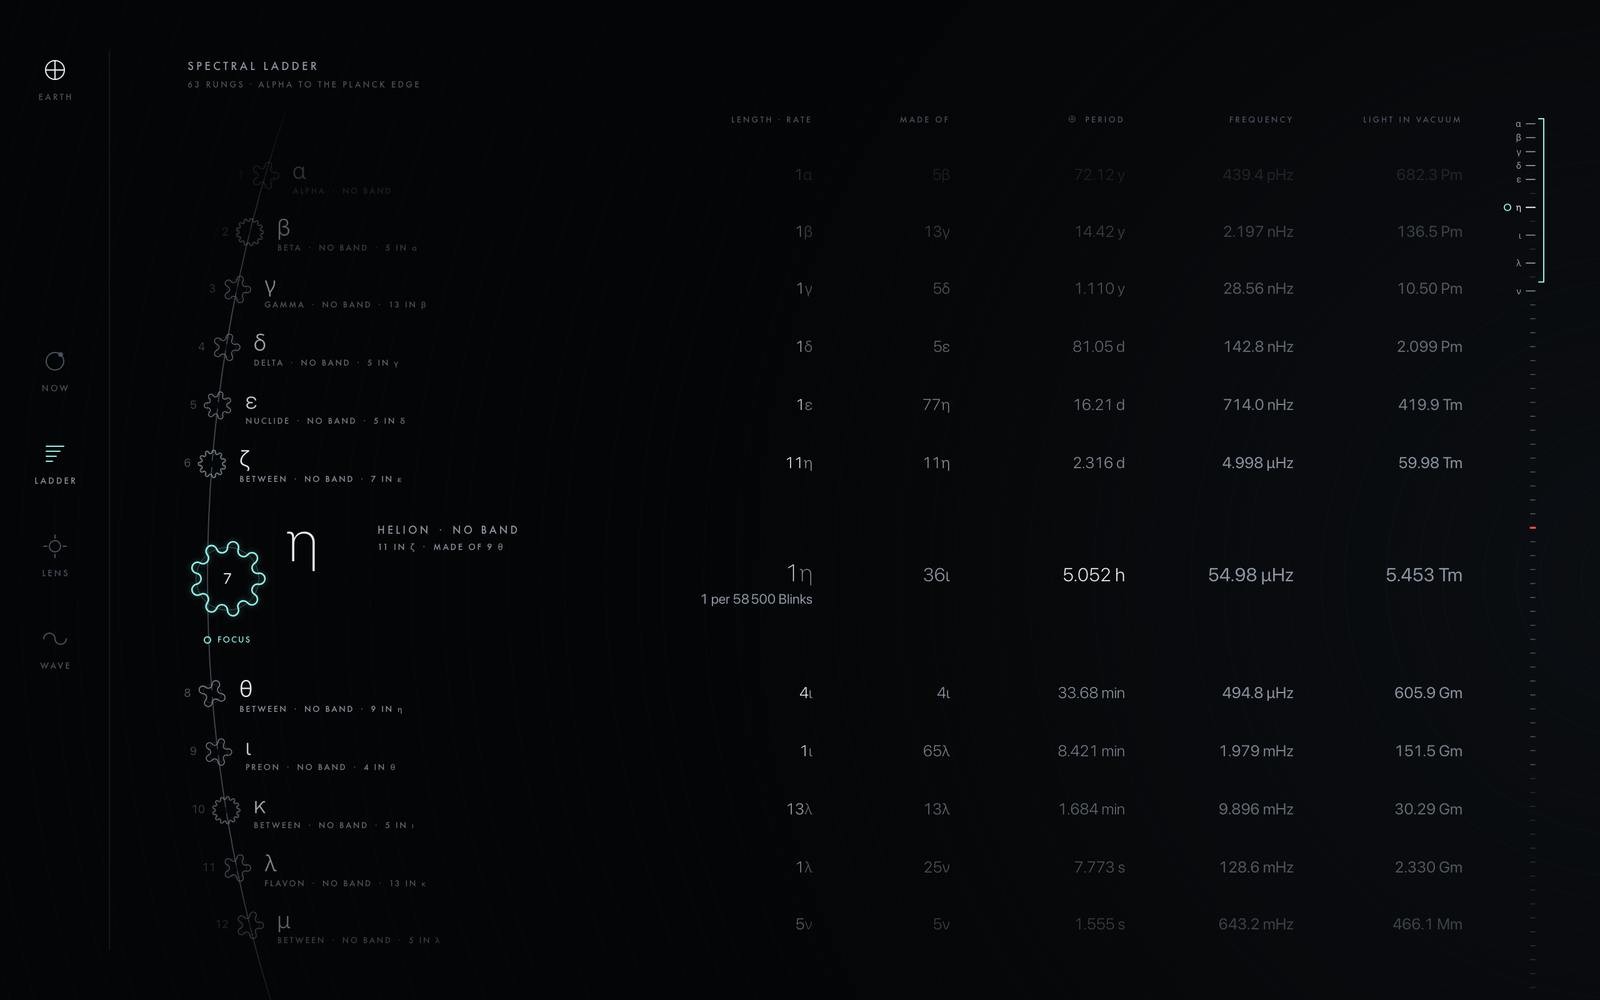 EARTH
NOW
LADDER
LENS
WAVE
SPECTRAL LADDER
63 RUNGS · ALPHA TO THE PLANCK EDGE
LENGTH · RATE MADE OF ⊕ PERIOD FREQUENCY LIGHT IN VACUUM
1 α 1α 5β 72.12 y 439.4 pHz 682.3 Pm
ALPHA · NO BAND
2 β 1β 13γ 14.42 y 2.197 nHz 136.5 Pm
BETA · NO BAND · 5 IN α
3 γ 1γ 5δ 1.110 y 28.56 nHz 10.50 Pm
GAMMA · NO BAND · 13 IN β
4 δ 1δ 5ε 81.05 d 142.8 nHz 2.099 Pm
DELTA · NO BAND · 5 IN γ
5 ε 1ε 77η 16.21 d 714.0 nHz 419.9 Tm
NUCLIDE · NO BAND · 5 IN δ
6 ζ 11η 11η 2.316 d 4.998 μHz 59.98 Tm
BETWEEN · NO BAND · 7 IN ε
HELION · NO BAND
11 IN ζ · MADE OF 9 θ
7 η 1η 36ι 5.052 h 54.98 μHz 5.453 Tm
1 per 58 500 Blinks
FOCUS
8 θ 4ι 4ι 33.68 min 494.8 μHz 605.9 Gm
BETWEEN · NO BAND · 9 IN η
9 ι 1ι 65λ 8.421 min 1.979 mHz 151.5 Gm
PREON · NO BAND · 4 IN θ
10 κ 13λ 13λ 1.684 min 9.896 mHz 30.29 Gm
BETWEEN · NO BAND · 5 IN ι
11 λ 1λ 25ν 7.773 s 128.6 mHz 2.330 Gm
FLAVON · NO BAND · 13 IN κ
12 μ 5ν 5ν 1.555 s 643.2 mHz 466.1 Mm
BETWEEN · NO BAND · 5 IN λ
α
β
γ
δ
ε
η
ι
λ
ν